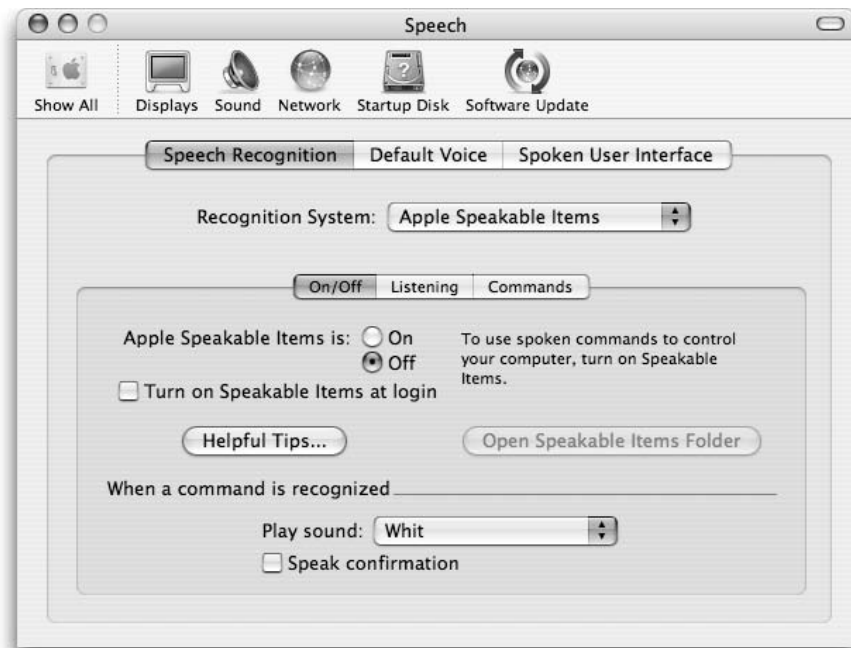 Speech
Show All Displays Sound Network Startup Disk Software Update
Speech Recognition Default Voice Spoken User Interface
Recognition System: Apple Speakable Items
On/Off Listening Commands
Apple Speakable Items is: On
Off
To use spoken commands to control
your computer, turn on Speakable
Items.
Turn on Speakable Items at login
Helpful Tips... Open Speakable Items Folder
When a command is recognized
Play sound: Whit
Speak confirmation